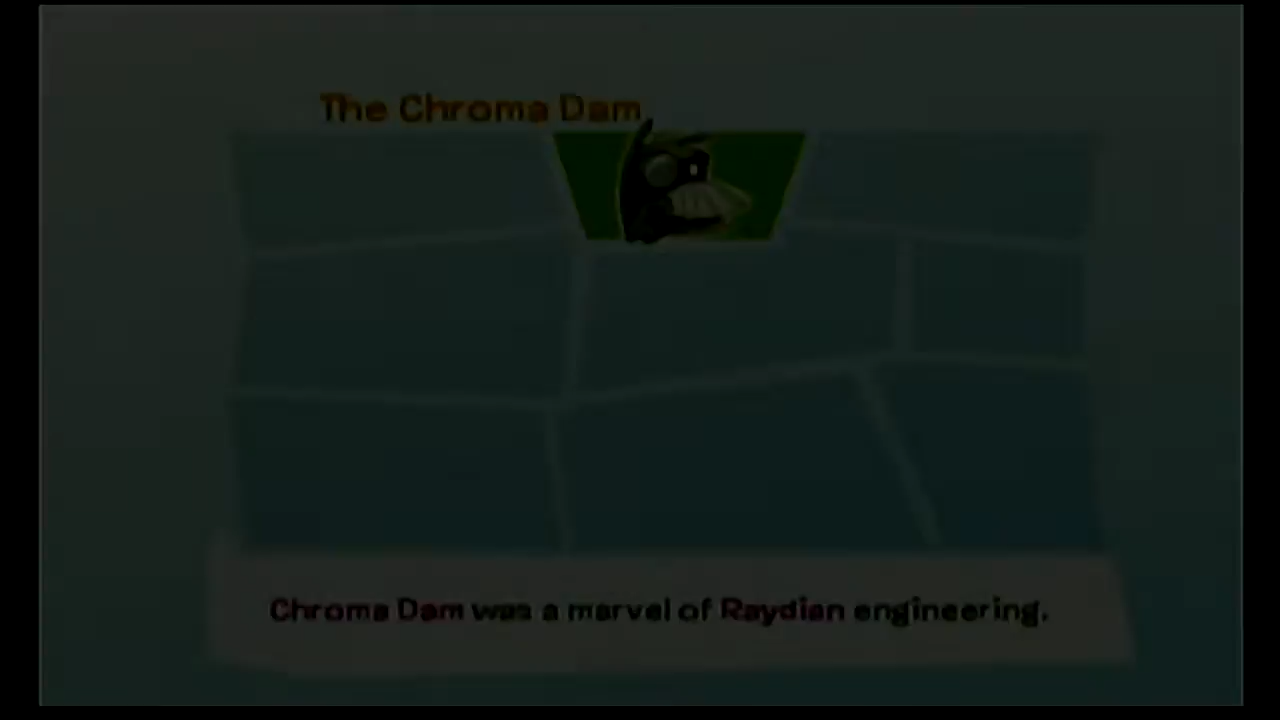 The Chroma Dam
Chroma Dam was a marvel of Raydian engineering.